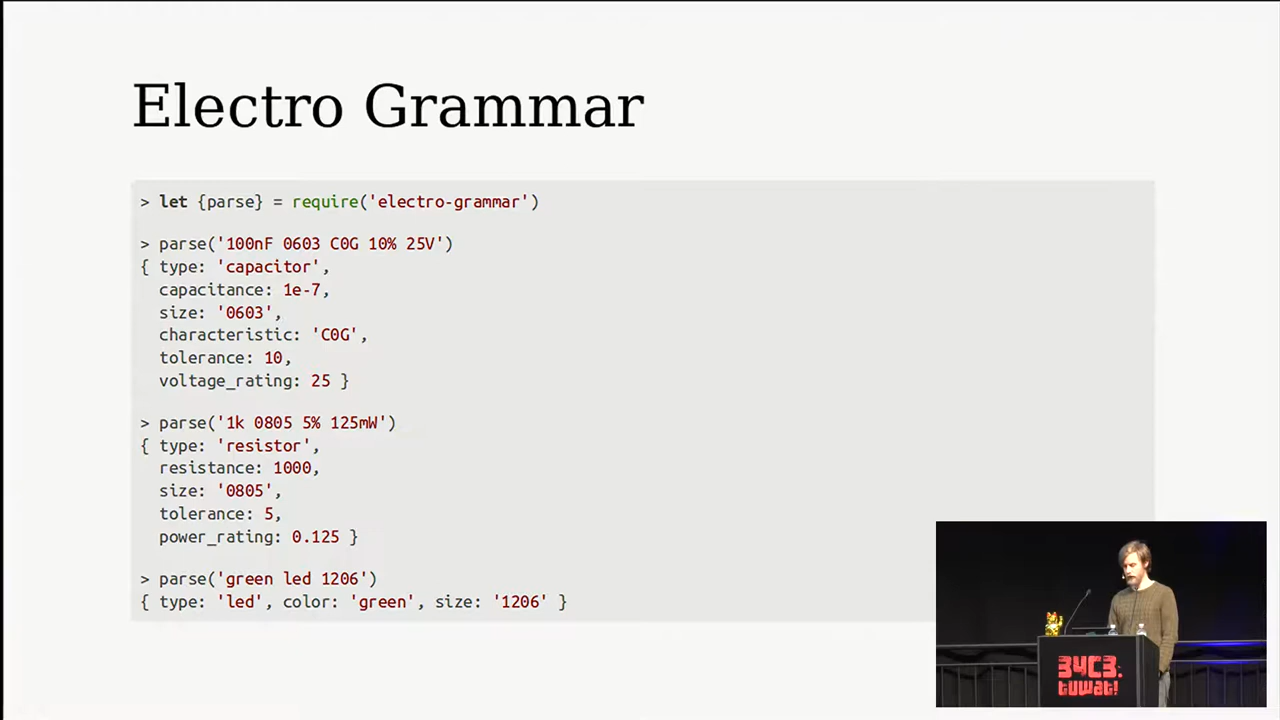 Electro Grammar
> let {parse} = require('electro-grammar')
> parse('100nF 0603 C0G 10% 25V')
{ type: 'capacitor',
capacitance: 1e-7,
size: '0603',
characteristic: 'C0G',
tolerance: 10,
voltage_rating: 25 }
> parse('1k 0805 5% 125mW')
{ type: 'resistor',
resistance: 1000,
size: '0805',
tolerance: 5,
power_rating: 0.125 }
> parse('green led 1206')
{ type: 'led', color: 'green', size: '1206' }
34C3.
tuwat!